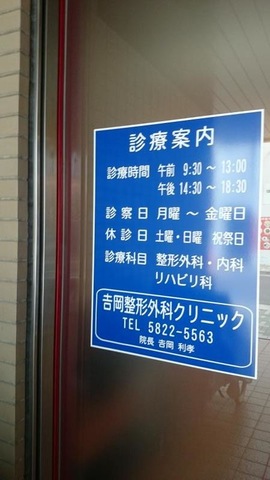 診療案内
診療時間 午前 9:30～13:00
午後 14:30～18:30
診察日 月曜～金曜日
休診日 土曜・日曜 祝祭日
診療科目 整形外科・内科
リハビリ科
𠮷岡整形外科クリニック
TEL 5822-5563
院長 𠮷岡 利孝